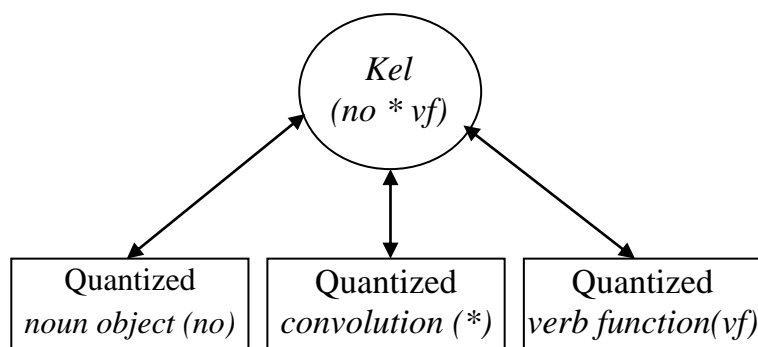 Kel
(no * vf)
Quantized
noun object (no)
Quantized
convolution (*)
Quantized
verb function(vf)